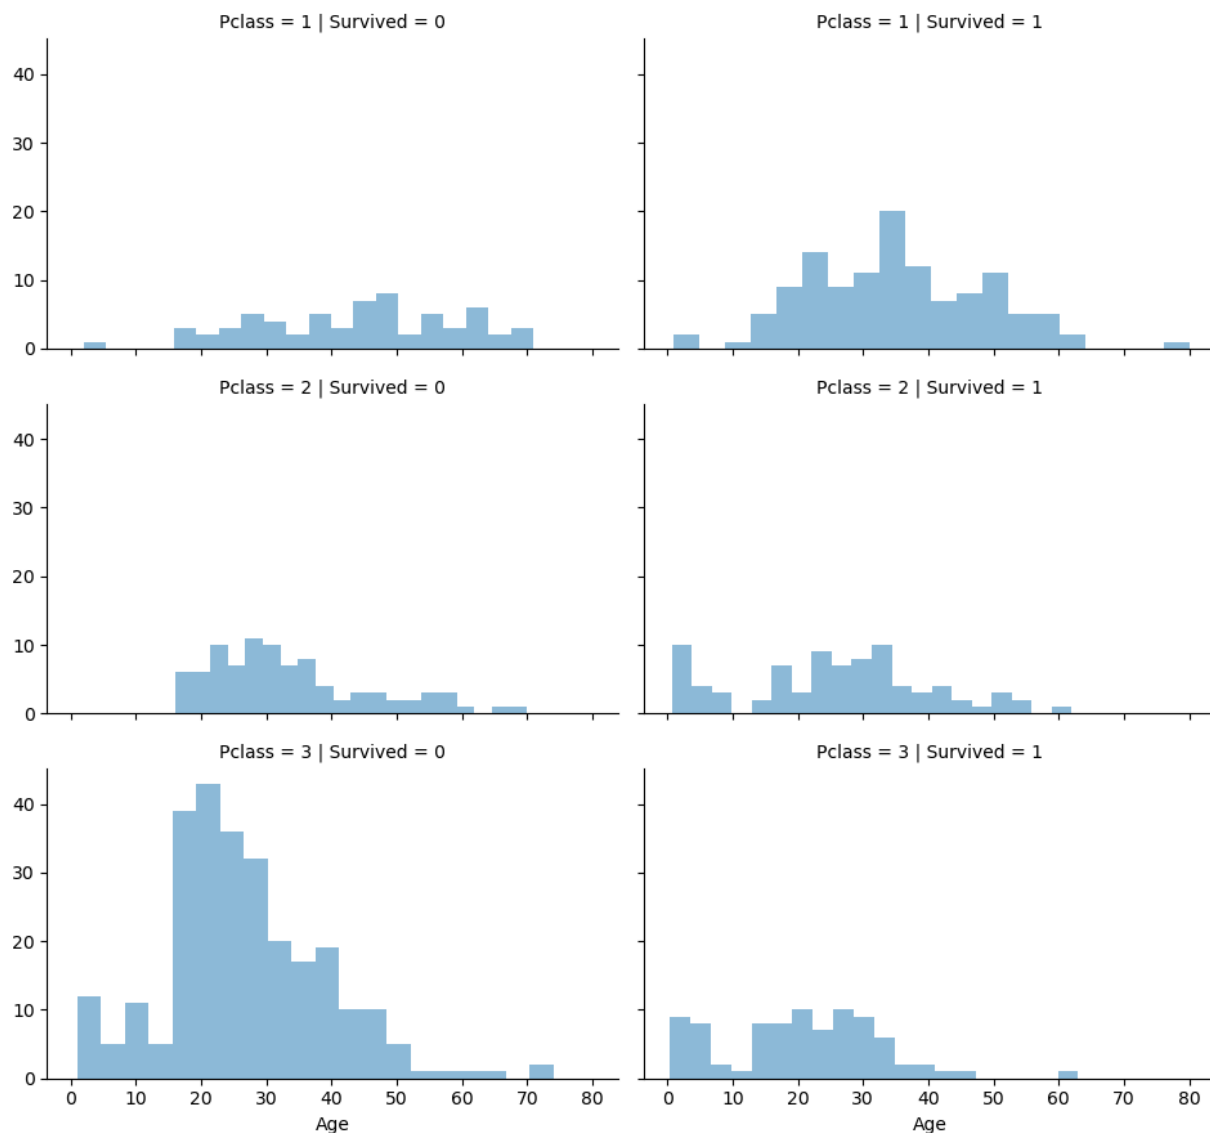 Pclass = 1 | Survived = 0
Pclass = 1 | Survived = 1
40
30
20
10
0
Pclass = 2 | Survived = 0
Pclass = 2 | Survived = 1
40
30
20
10
0
Pclass = 3 | Survived = 0
Pclass = 3 | Survived = 1
40
30
20
10
0
0 10 20 30 40 50 60 70 80
0 10 20 30 40 50 60 70 80
Age
Age